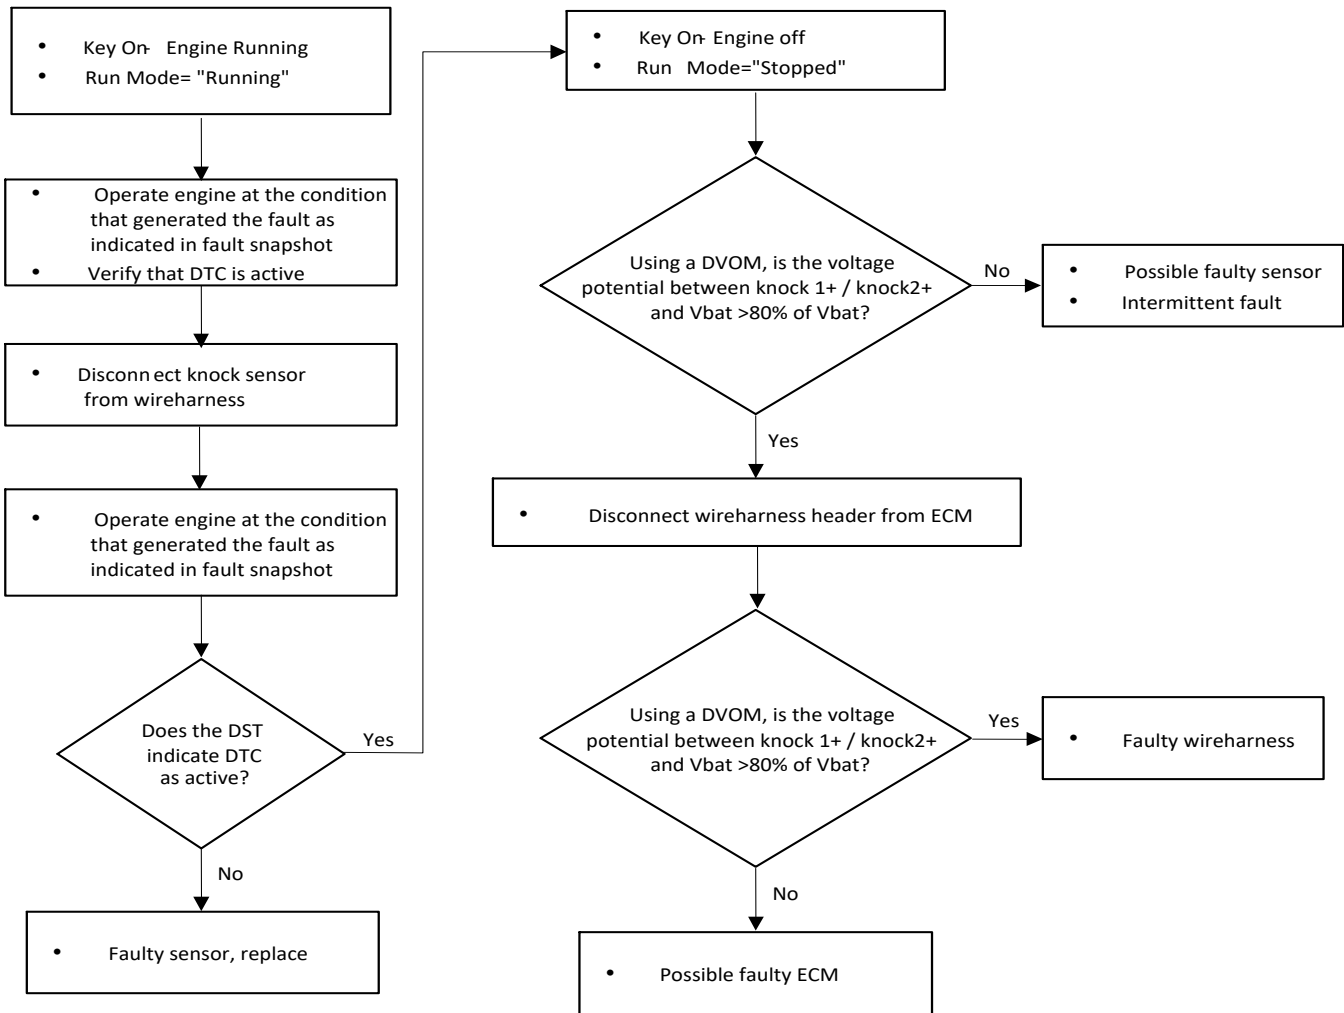 • Key On- Engine Running
• Run Mode= "Running"
• Operate engine at the condition
that generated the fault as
indicated in fault snapshot
• Verify that DTC is active
• Disconnect knock sensor
from wireharness
• Operate engine at the condition
that generated the fault as
indicated in fault snapshot
Does the DST
indicate DTC
as active?
Yes
No
• Faulty sensor, replace
• Key On- Engine off
• Run Mode="Stopped"
Using a DVOM, is the voltage
potential between knock 1+ / knock2+
and Vbat >80% of Vbat?
No
• Possible faulty sensor
• Intermittent fault
Yes
• Disconnect wireharness header from ECM
Using a DVOM, is the voltage
potential between knock 1+ / knock2+
and Vbat >80% of Vbat?
Yes
• Faulty wireharness
No
• Possible faulty ECM